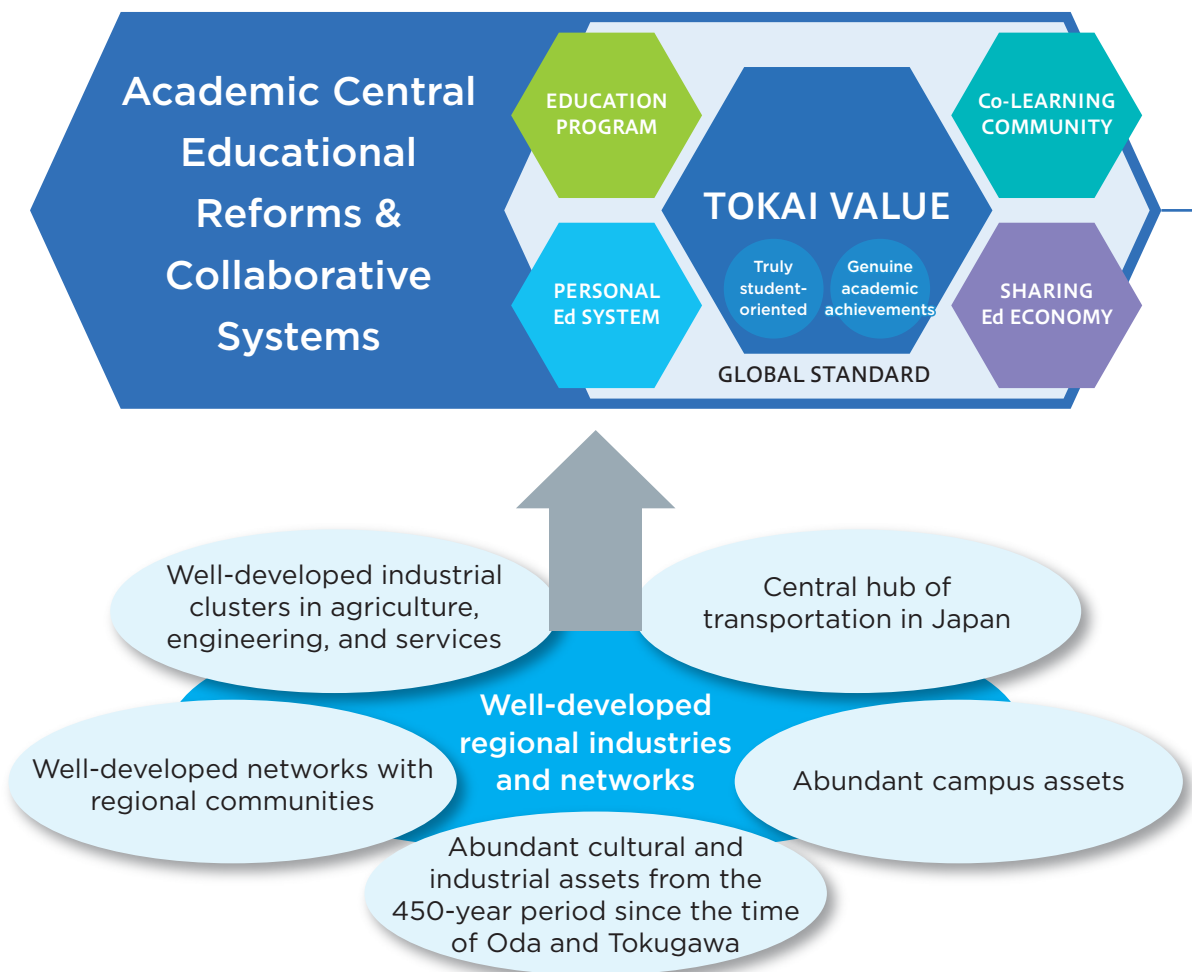 Academic Central
Educational
Reforms &
Collaborative
Systems
EDUCATION
PROGRAM
PERSONAL
Ed SYSTEM
TOKAI VALUE
Truly
student-
oriented
Genuine
academic
achievements
GLOBAL STANDARD
Co-LEARNING
COMMUNITY
SHARING
Ed ECONOMY
Well-developed industrial
clusters in agriculture,
engineering, and services
Central hub of
transportation in Japan
Well-developed
regional industries
and networks
Well-developed networks with
regional communities
Abundant campus assets
Abundant cultural and
industrial assets from the
450-year period since the time
of Oda and Tokugawa